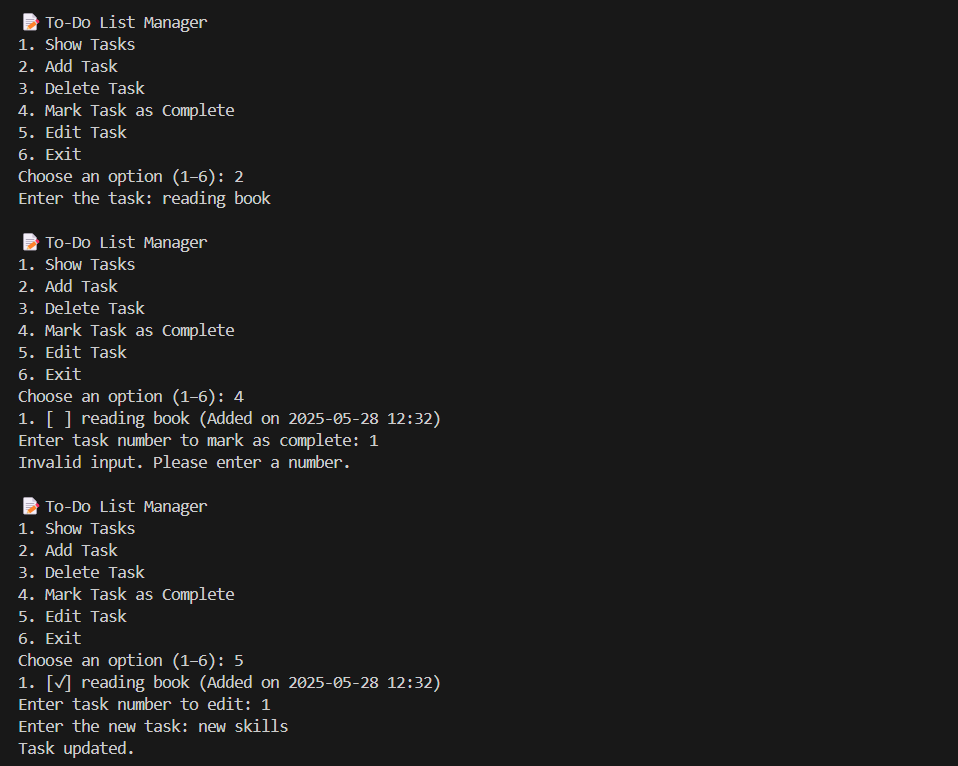 📝 To-Do List Manager
1. Show Tasks
2. Add Task
3. Delete Task
4. Mark Task as Complete
5. Edit Task
6. Exit
Choose an option (1–6): 2
Enter the task: reading book
📝 To-Do List Manager
1. Show Tasks
2. Add Task
3. Delete Task
4. Mark Task as Complete
5. Edit Task
6. Exit
Choose an option (1–6): 4
1. [ ] reading book (Added on 2025-05-28 12:32)
Enter task number to mark as complete: 1
Invalid input. Please enter a number.
📝 To-Do List Manager
1. Show Tasks
2. Add Task
3. Delete Task
4. Mark Task as Complete
5. Edit Task
6. Exit
Choose an option (1–6): 5
1. [✓] reading book (Added on 2025-05-28 12:32)
Enter task number to edit: 1
Enter the new task: new skills
Task updated.